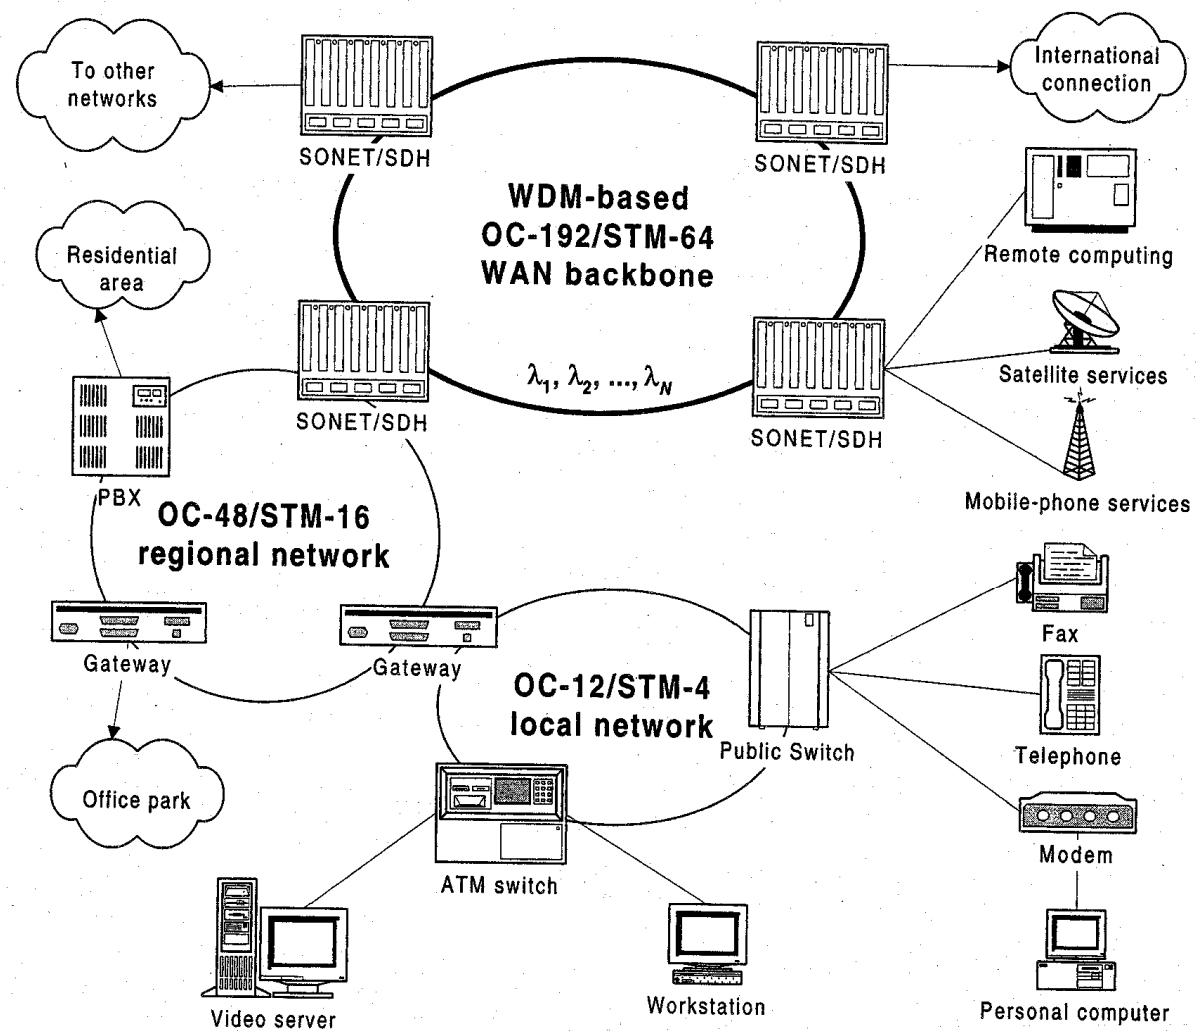 To other
networks
SONET/SDH
SONET/SDH
International
connection
WDM-based
OC-192/STM-64
WAN backbone
Remote computing
Residential
area
λ1, λ2, ..., λN
Satellite services
SONET/SDH
SONET/SDH
PBX
Mobile-phone services
OC-48/STM-16
regional network
Fax
Gateway
Gateway
OC-12/STM-4
local network
Public Switch
Telephone
Office park
Modem
ATM switch
Video server
Workstation
Personal computer